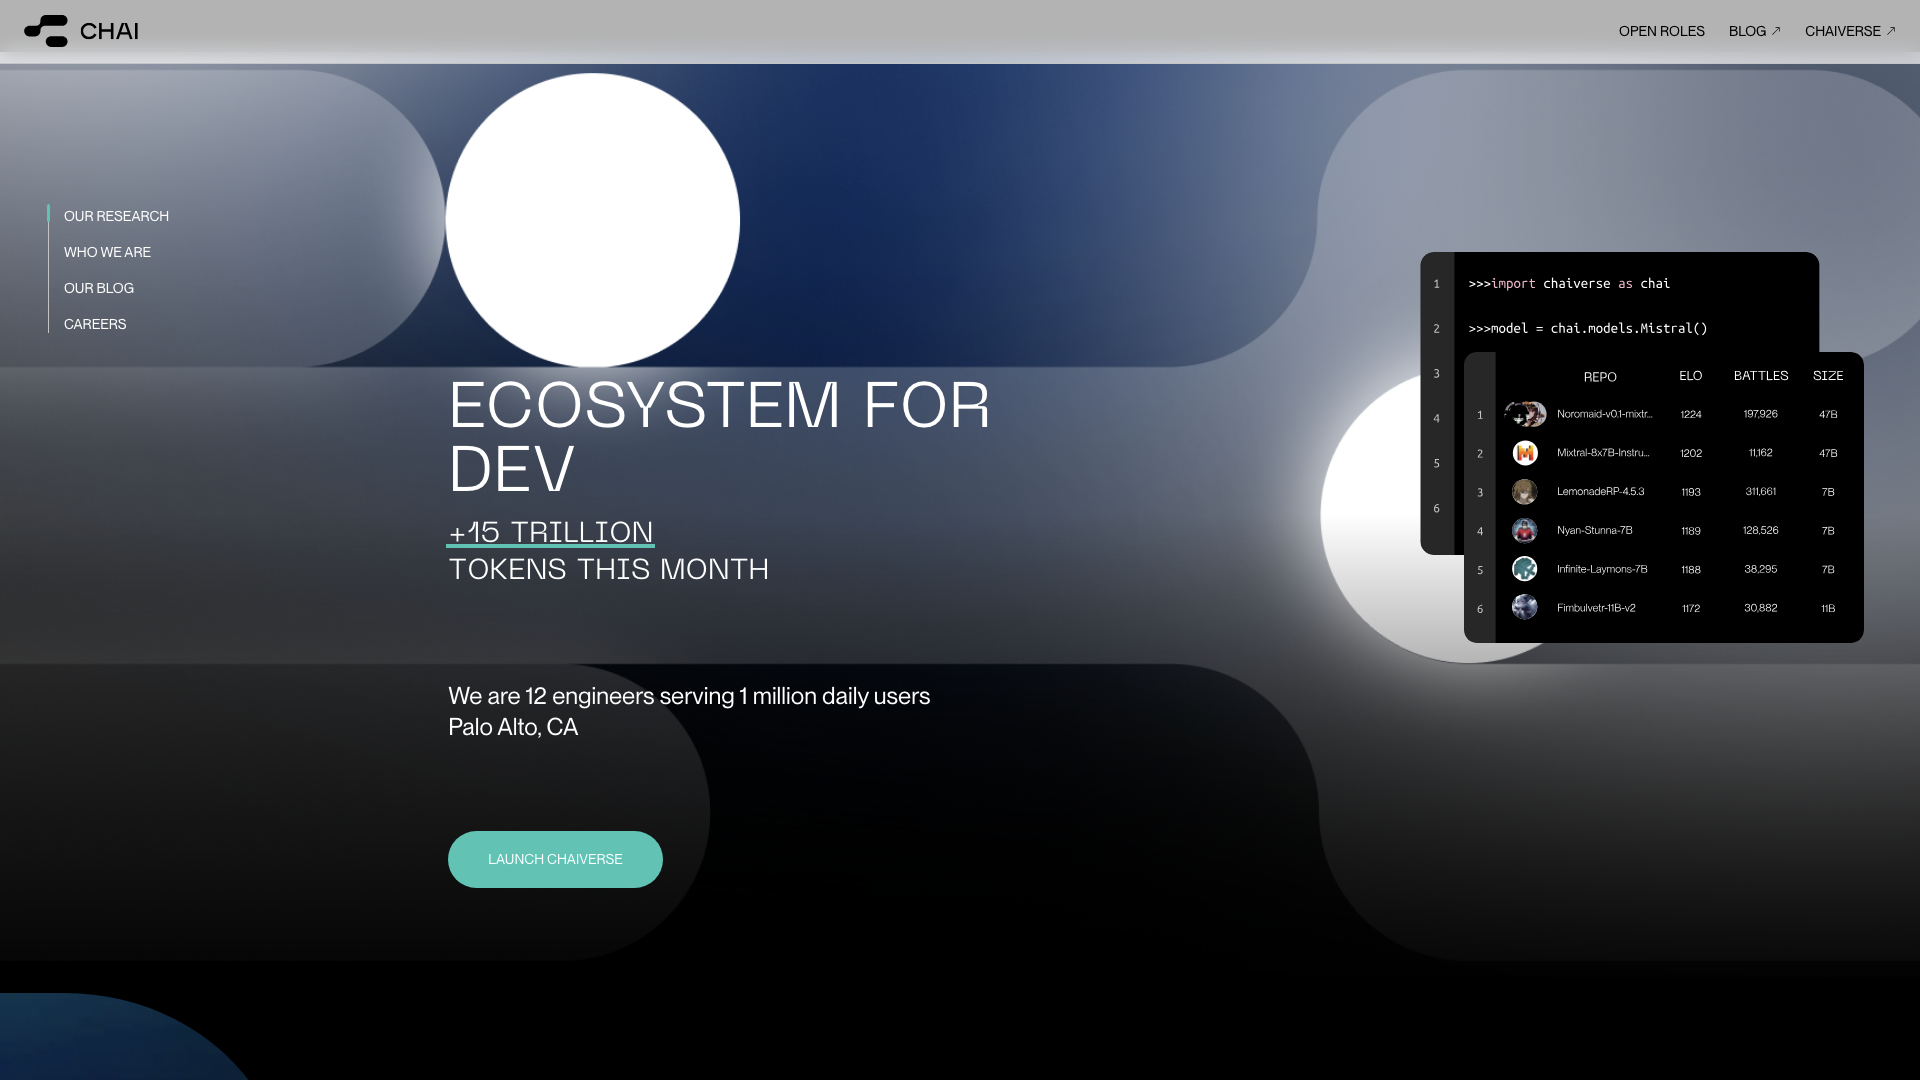 CHAI
OPEN ROLES
BLOG ↗
CHAIVERSE ↗
OUR RESEARCH
WHO WE ARE
OUR BLOG
CAREERS
ECOSYSTEM FOR
DEV
+15 TRILLION
TOKENS THIS MONTH
We are 12 engineers serving 1 million daily users
Palo Alto, CA
LAUNCH CHAIVERSE
1 >>>import chaiverse as chai
2 >>>model = chai.models.Mistral()
3
4
5
6
REPO ELO BATTLES SIZE
1 Noromaid-v0.1-mixtr... 1224 197,926 47B
2 Mixtral-8x7B-Instru... 1202 11,162 47B
3 LemonadeRP-4.5.3 1193 311,661 7B
4 Nyan-Stunna-7B 1189 128,526 7B
5 Infinite-Laymons-7B 1188 38,295 7B
6 Fimbulvetr-11B-v2 1172 30,882 11B